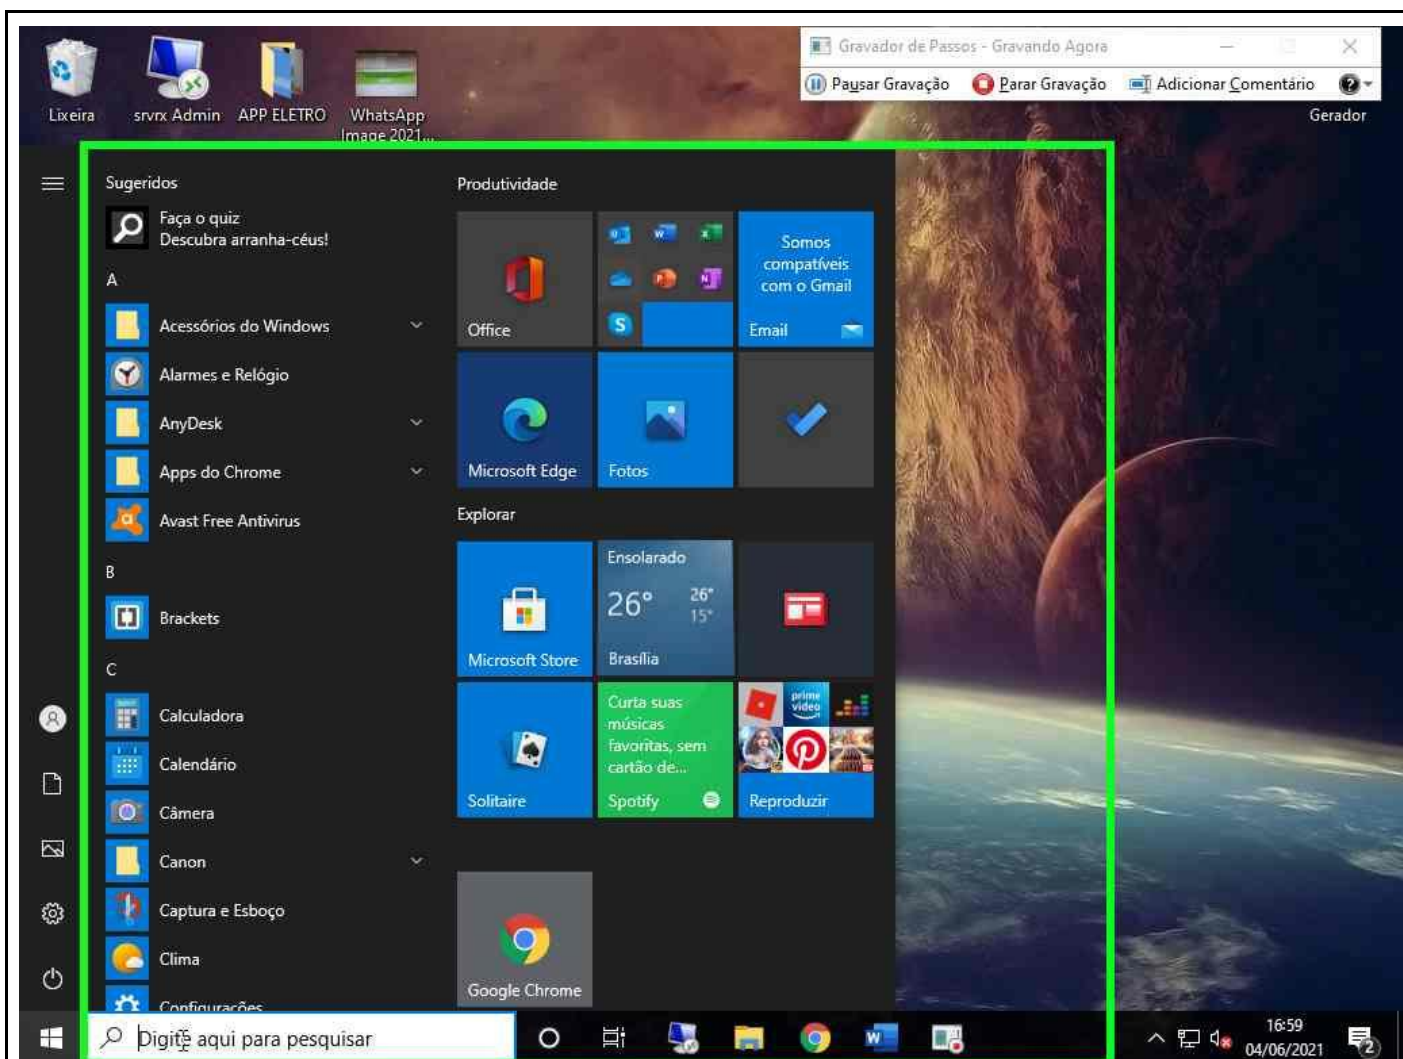 Gravador de Passos - Gravando Agora
Pausar Gravação
Parar Gravação
Adicionar Comentário
Lixeira
srvrx Admin
APP ELETRO
WhatsApp
Image 2021...
Gerador
Sugeridos
Faça o quiz
Descubra arranha-céus!
A
Acessórios do Windows
Alarmes e Relógio
AnyDesk
Apps do Chrome
Avast Free Antivirus
B
Brackets
C
Calculadora
Calendário
Câmera
Canon
Captura e Esboço
Clima
Configurações
Produtividade
Office
Somos
compatíveis
com o Gmail
Email
Microsoft Edge
Fotos
Explorar
Microsoft Store
Ensolarado
26°
26°
15°
Brasília
Solitaire
Curta suas
músicas
favoritas, sem
cartão de...
Spotify
prime
video
Reproduzir
Google Chrome
Digite aqui para pesquisar
16:59
04/06/2021
2